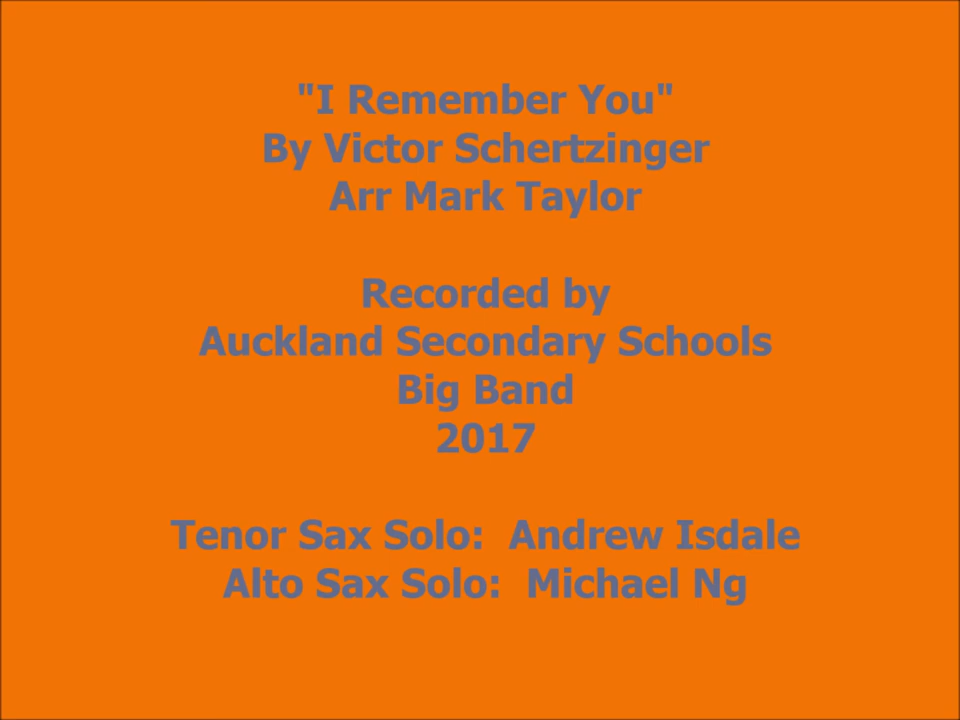 "I Remember You"
By Victor Schertzinger
Arr Mark Taylor
Recorded by
Auckland Secondary Schools
Big Band
2017
Tenor Sax Solo:  Andrew Isdale
Alto Sax Solo:  Michael Ng